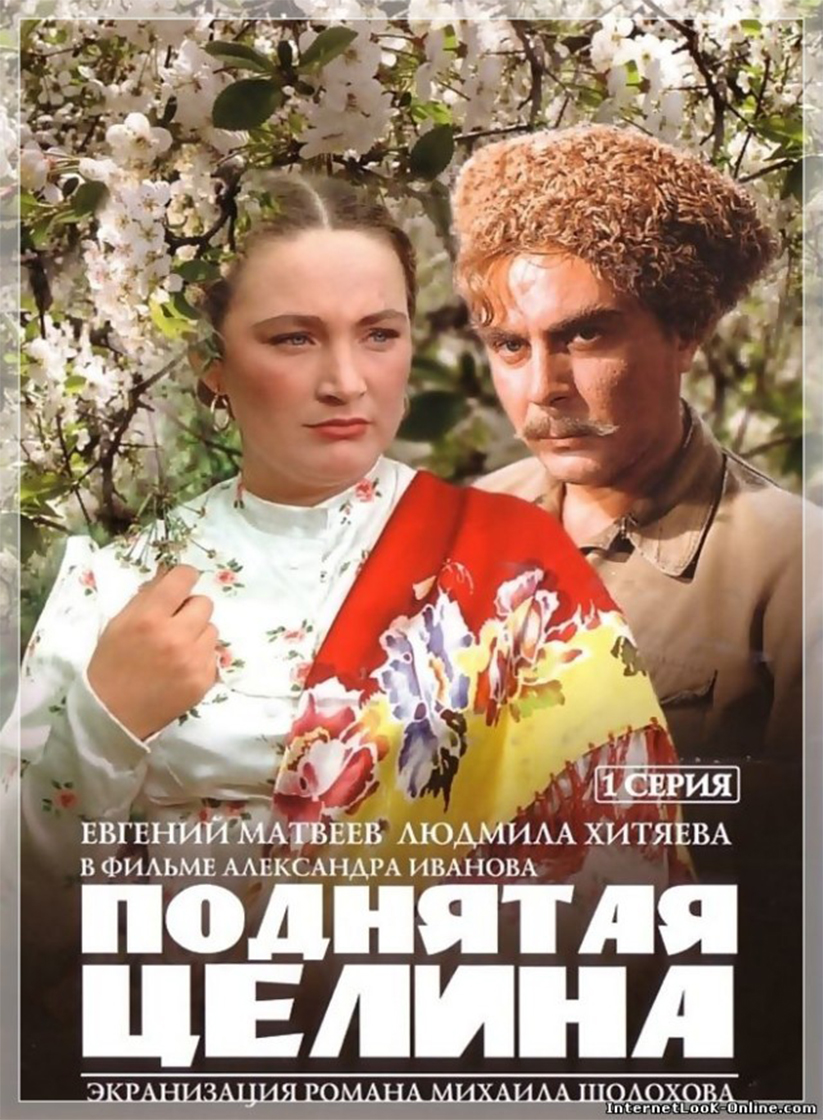 1 СЕРИЯ
ЕВГЕНИЙ МАТВЕЕВ ЛЮДМИЛА ХИТЯЕВА
В ФИЛЬМЕ АЛЕКСАНДРА ИВАНОВА
ПОДНЯТАЯ
ЦЕЛИНА
ЭКРАНИЗАЦИЯ РОМАНА МИХАИЛА ШОЛОХОВА
InternetLook-Online.com